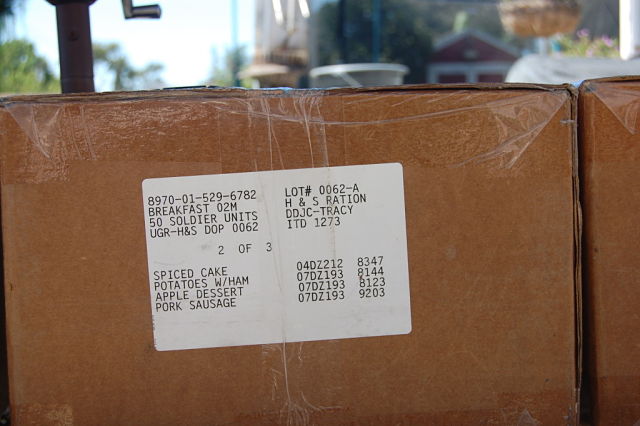 8970-01-529-6782 LOT# 0062-A
BREAKFAST 02M H & S RATION
50 SOLDIER UNITS DDJC-TRACY
UGR-H&S DOP 0062 ITD 1273
2 OF 3
SPICED CAKE 04DZ212 8347
POTATOES W/HAM 07DZ193 8144
APPLE DESSERT 07DZ193 8123
PORK SAUSAGE 07DZ193 9203